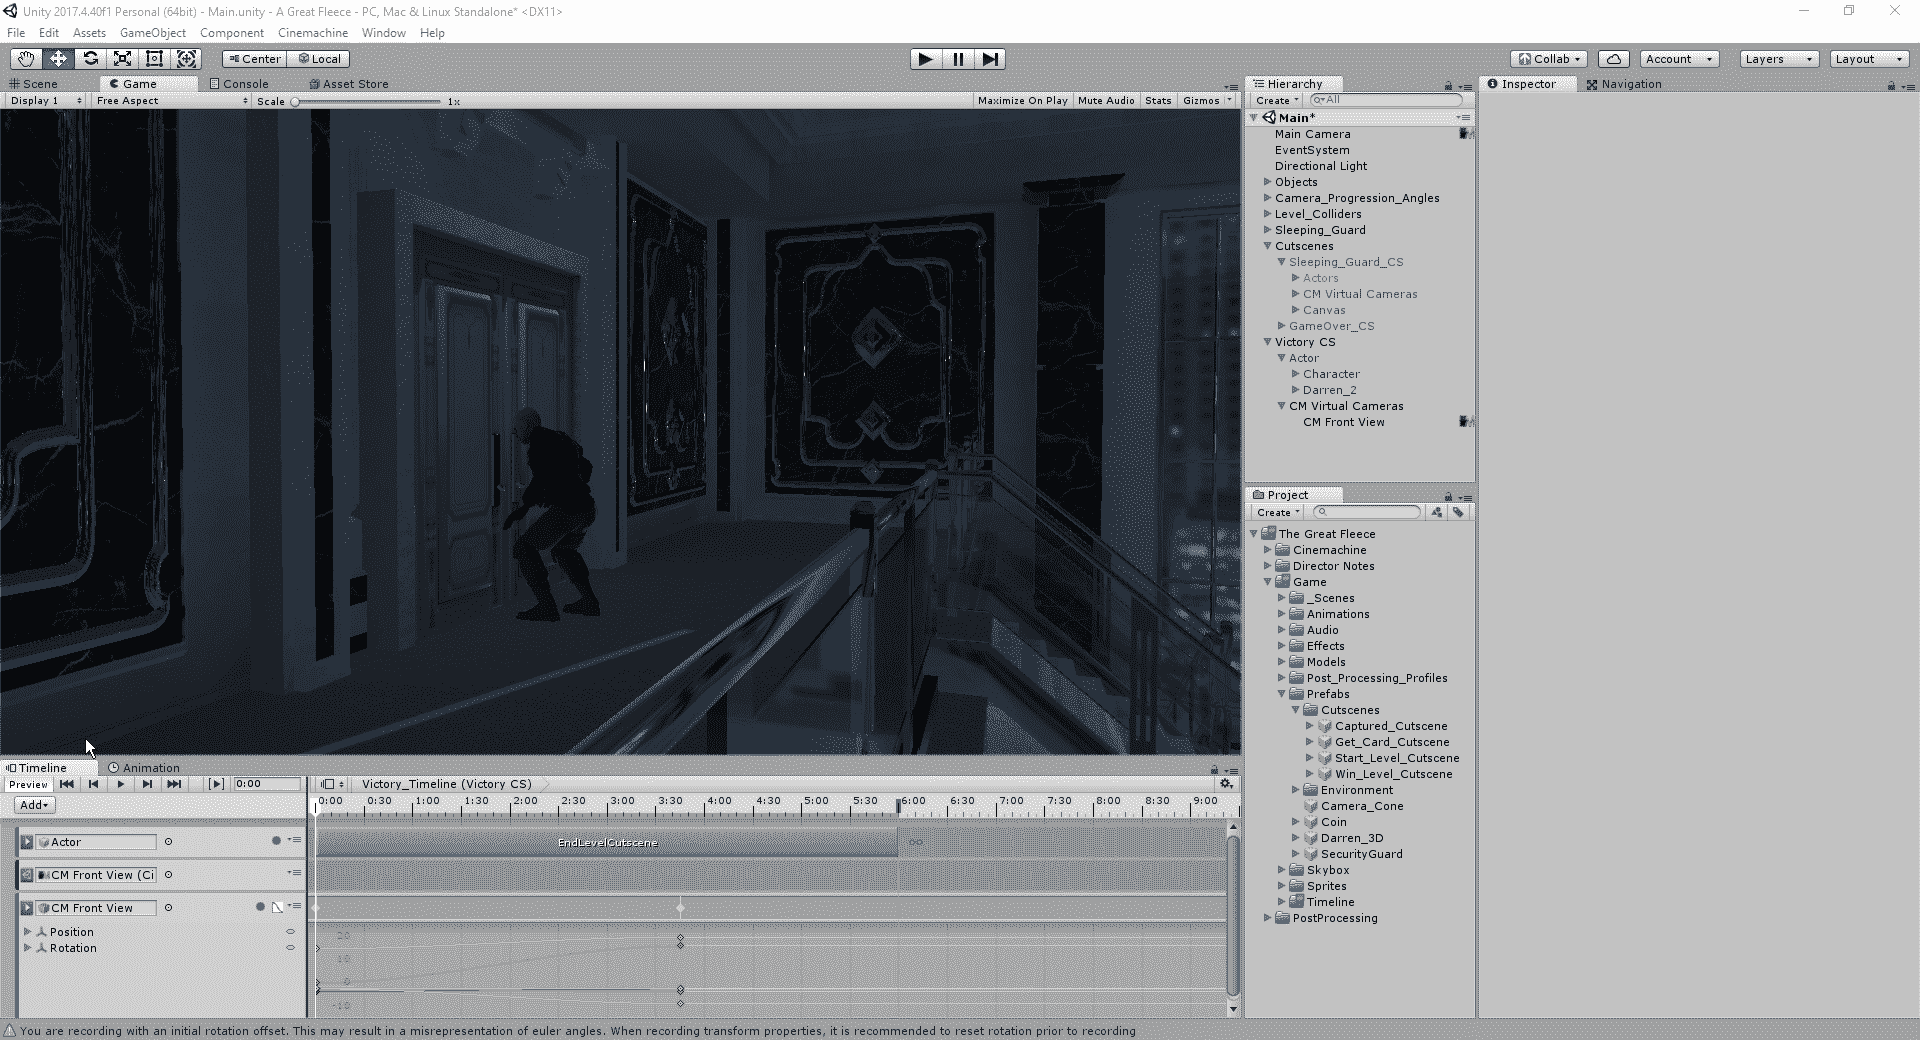 Unity 2017.4.40f1 Personal (64bit) - Main.unity - A Great Fleece - PC, Mac & Linux Standalone* <DX11>
File Edit Assets GameObject Component Cinemachine Window Help
Center Local Collab Account Layers Layout
Scene Game Console Asset Store
Display 1 Free Aspect Scale 1x Maximize On Play Mute Audio Stats Gizmos
Hierarchy
Create All
Main*
Main Camera
EventSystem
Directional Light
Objects
Camera_Progression_Angles
Level_Colliders
Sleeping_Guard
Cutscenes
Sleeping_Guard_CS
Actors
CM Virtual Cameras
Canvas
GameOver_CS
Victory CS
Actor
Character
Darren_2
CM Virtual Cameras
CM Front View
Project
Create
The Great Fleece
Cinemachine
Director Notes
Game
_Scenes
Animations
Audio
Effects
Models
Post_Processing_Profiles
Prefabs
Cutscenes
Captured_Cutscene
Get_Card_Cutscene
Start_Level_Cutscene
Win_Level_Cutscene
Environment
Camera_Cone
Coin
Darren_3D
SecurityGuard
Skybox
Sprites
Timeline
PostProcessing
Inspector Navigation
Timeline Animation
Preview 0:00 Victory_Timeline (Victory CS)
Add 0:00 0:30 1:00 1:30 2:00 2:30 3:00 3:30 4:00 4:30 5:00 5:30 6:00 6:30 7:00 7:30 8:00 8:30 9:00
Actor EndLevelCutscene
CM Front View (Ci
CM Front View
Position
Rotation
20
10
0
-10
You are recording with an initial rotation offset. This may result in a misrepresentation of euler angles. When recording transform properties, it is recommended to reset rotation prior to recording